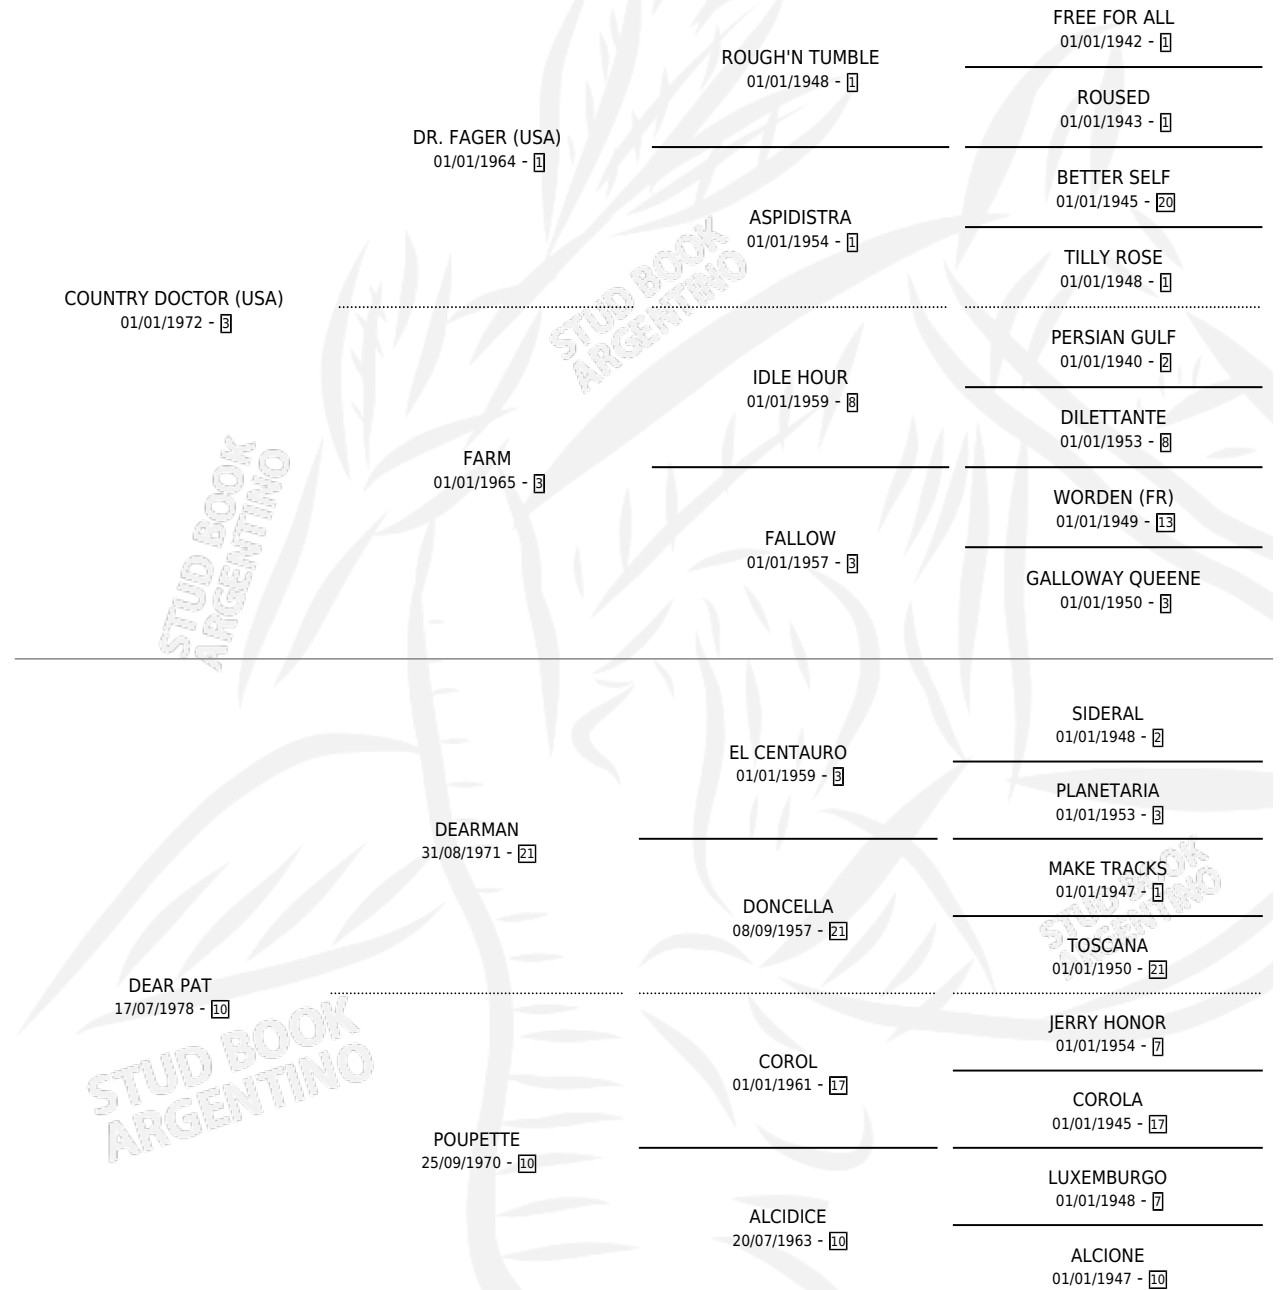 FREE FOR ALL
01/01/1942 - 1
ROUGH'N TUMBLE
01/01/1948 - 1
ROUSED
01/01/1943 - 1
DR. FAGER (USA)
01/01/1964 - 1
BETTER SELF
01/01/1945 - 20
ASPIDISTRA
01/01/1954 - 1
TILLY ROSE
01/01/1948 - 1
COUNTRY DOCTOR (USA)
01/01/1972 - 3
PERSIAN GULF
01/01/1940 - 2
IDLE HOUR
01/01/1959 - 8
DILETTANTE
01/01/1953 - 8
FARM
01/01/1965 - 3
WORDEN (FR)
01/01/1949 - 13
FALLOW
01/01/1957 - 3
GALLOWAY QUEENE
01/01/1950 - 3
STUD BOOK
ARGENTINO
STUD BOOK
ARGENTINO
SIDERAL
01/01/1948 - 2
EL CENTAURO
01/01/1959 - 3
PLANETARIA
01/01/1953 - 3
DEARMAN
31/08/1971 - 21
MAKE TRACKS
01/01/1947 - 1
DONCELLA
08/09/1957 - 21
TOSCANA
01/01/1950 - 21
DEAR PAT
17/07/1978 - 10
JERRY HONOR
01/01/1954 - 7
COROL
01/01/1961 - 17
COROLA
01/01/1945 - 17
POUPETTE
25/09/1970 - 10
LUXEMBURGO
01/01/1948 - 7
ALCIDICE
20/07/1963 - 10
ALCIONE
01/01/1947 - 10
STUD BOOK
ARGENTINO
STUD BOOK
ARGENTINO